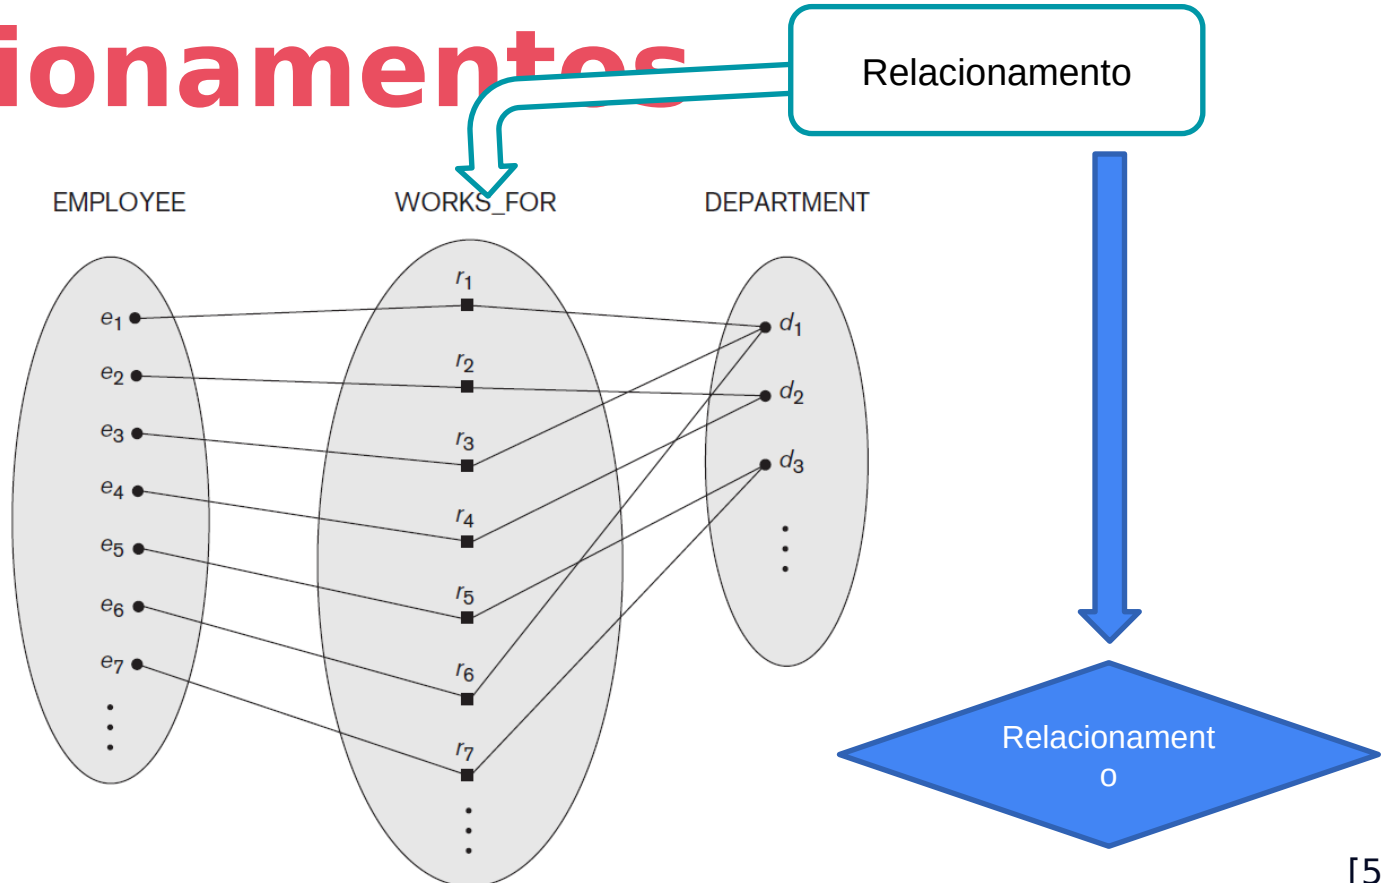 ionamentos
Relacionamento
EMPLOYEE
WORKS_FOR
DEPARTMENT
e1
e2
e3
e4
e5
e6
e7
r1
r2
r3
r4
r5
r6
r7
d1
d2
d3
Relacionament
o
[5